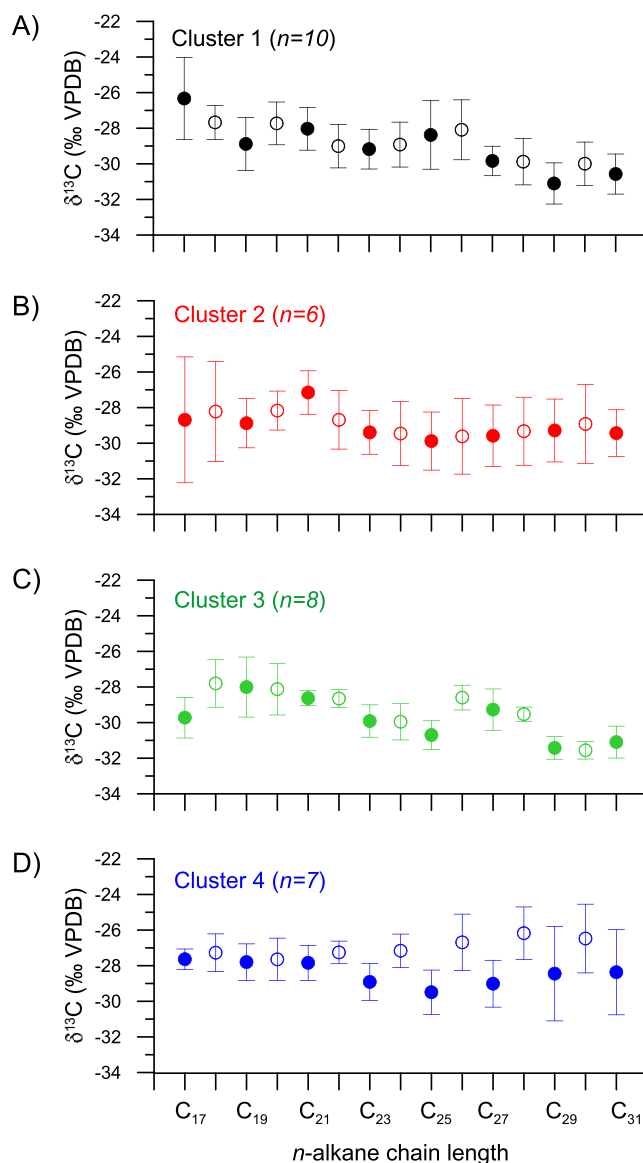 A)
Cluster 1 (n=10)
-22
-24
-26
-28
-30
-32
-34
δ¹³C (‰ VPDB)
B)
Cluster 2 (n=6)
-22
-24
-26
-28
-30
-32
-34
δ¹³C (‰ VPDB)
C)
Cluster 3 (n=8)
-22
-24
-26
-28
-30
-32
-34
δ¹³C (‰ VPDB)
D)
Cluster 4 (n=7)
-22
-24
-26
-28
-30
-32
-34
δ¹³C (‰ VPDB)
C₁₇ C₁₉ C₂₁ C₂₃ C₂₅ C₂₇ C₂₉ C₃₁
n-alkane chain length